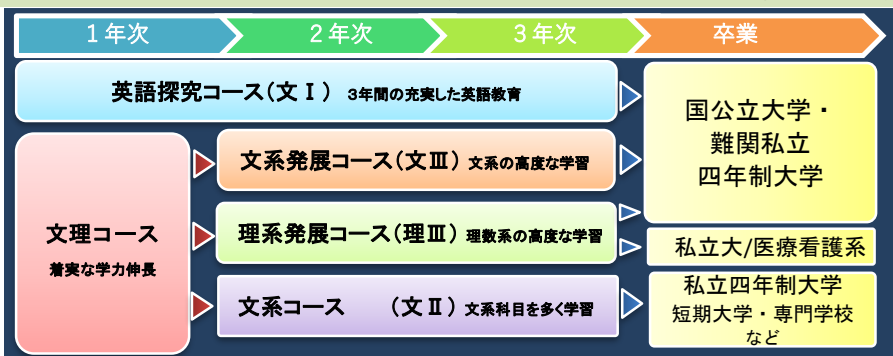 1年次 2年次 3年次 卒業
英語探究コース(文Ⅰ) 3年間の充実した英語教育
国公立大学・
難関私立
四年制大学
文理コース
着実な学力伸長
文系発展コース(文Ⅲ) 文系の高度な学習
理系発展コース(理Ⅲ) 理数系の高度な学習
文系コース (文Ⅱ) 文系科目を多く学習
私立大/医療看護系
私立四年制大学
短期大学・専門学校
など